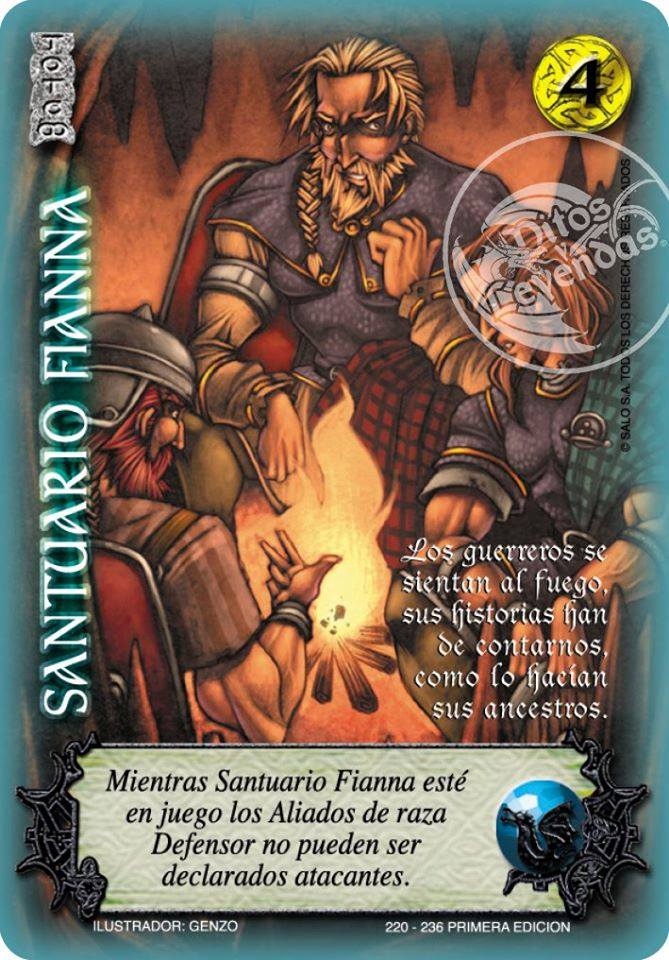 4
SANTUARIO FIANNA
Mitos
y
Leyendas
© SALO S.A. TODOS LOS DERECHOS RESERVADOS
Los guerreros se
sientan al fuego,
sus historias han
de contarnos,
como lo hacían
sus ancestros.
Mientras Santuario Fianna esté
en juego los Aliados de raza
Defensor no pueden ser
declarados atacantes.
ILUSTRADOR: GENZO
220 - 236 PRIMERA EDICION